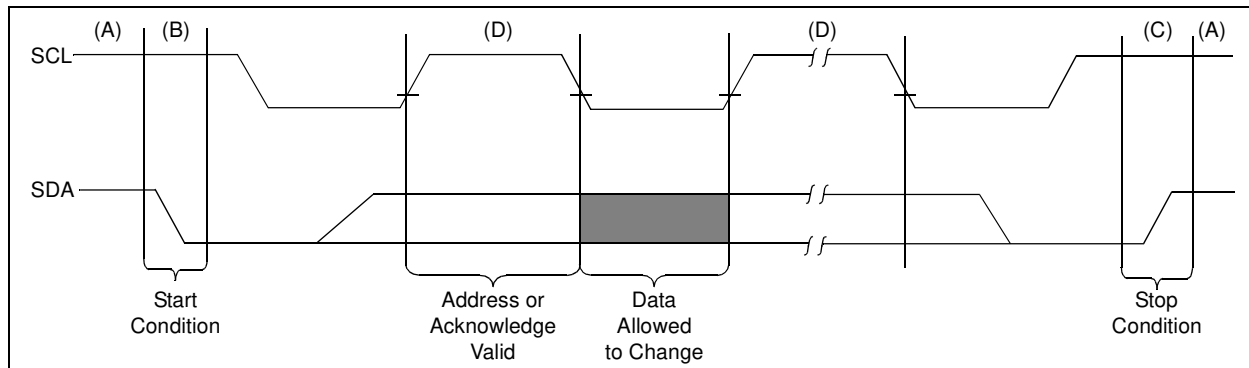 (A) (B) (D) (D) (C) (A)
SCL
SDA
Start
Condition
Address or
Acknowledge
Valid
Data
Allowed
to Change
Stop
Condition